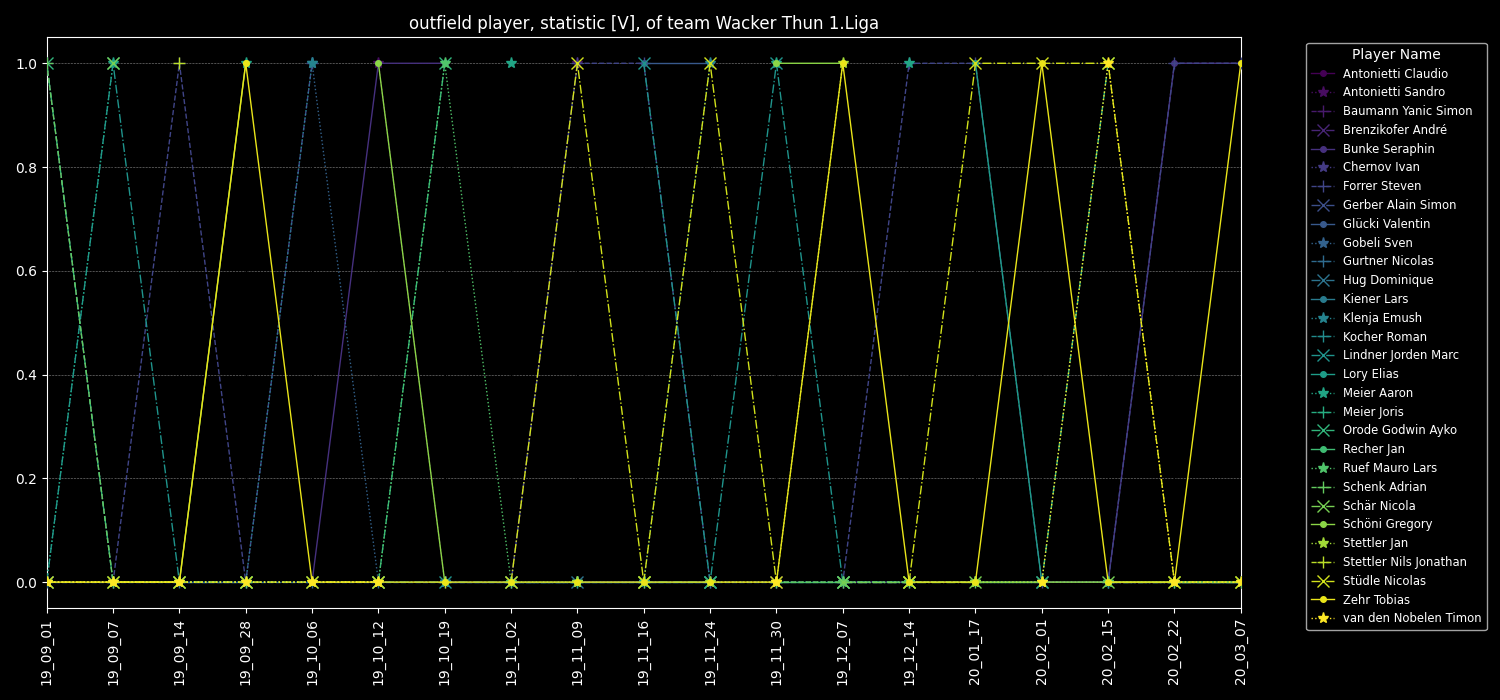 outfield player, statistic [V], of team Wacker Thun 1.Liga
1.0
0.8
0.6
0.4
0.2
0.0
19_09_01
19_09_07
19_09_14
19_09_28
19_10_06
19_10_12
19_10_19
19_11_02
19_11_09
19_11_16
19_11_24
19_11_30
19_12_07
19_12_14
20_01_17
20_02_01
20_02_15
20_02_22
20_03_07
Player Name
Antonietti Claudio
Antonietti Sandro
Baumann Yanic Simon
Brenzikofer André
Bunke Seraphin
Chernov Ivan
Forrer Steven
Gerber Alain Simon
Glücki Valentin
Gobeli Sven
Gurtner Nicolas
Hug Dominique
Kiener Lars
Klenja Emush
Kocher Roman
Lindner Jorden Marc
Lory Elias
Meier Aaron
Meier Joris
Orode Godwin Ayko
Recher Jan
Ruef Mauro Lars
Schenk Adrian
Schär Nicola
Schöni Gregory
Stettler Jan
Stettler Nils Jonathan
Stüdle Nicolas
Zehr Tobias
van den Nobelen Timon